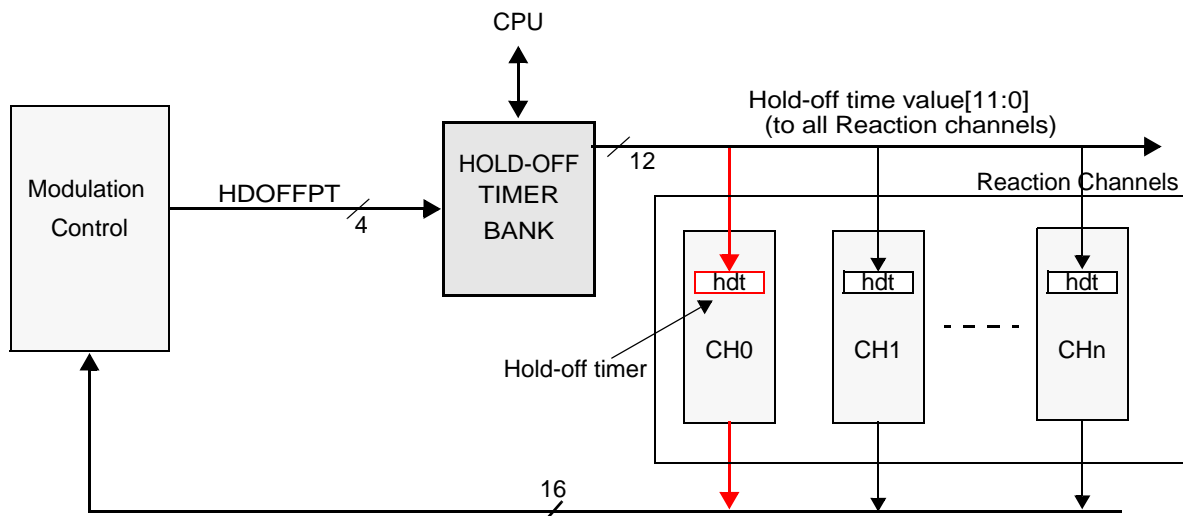 CPU
Hold-off time value[11:0]
(to all Reaction channels)
12
HOLD-OFF
TIMER
BANK
Modulation
Control
HDOFFPT
4
Reaction Channels
hdt
hdt
hdt
CH0
CH1
CHn
Hold-off timer
16